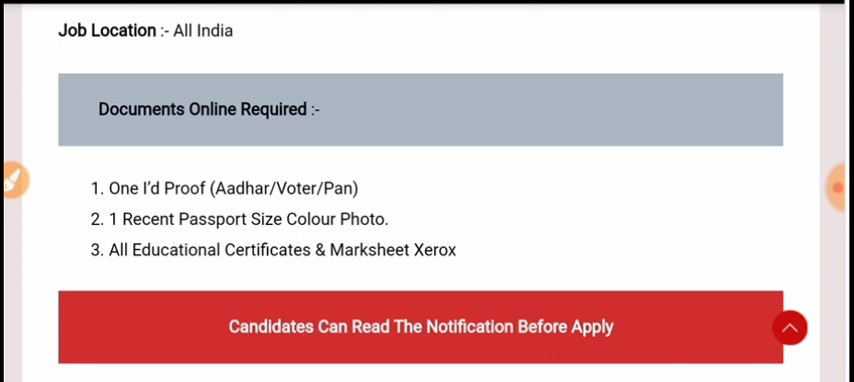 Job Location :- All India
Documents Online Required :-
1. One I'd Proof (Aadhar/Voter/Pan)
2. 1 Recent Passport Size Colour Photo.
3. All Educational Certificates & Marksheet Xerox
Candidates Can Read The Notification Before Apply